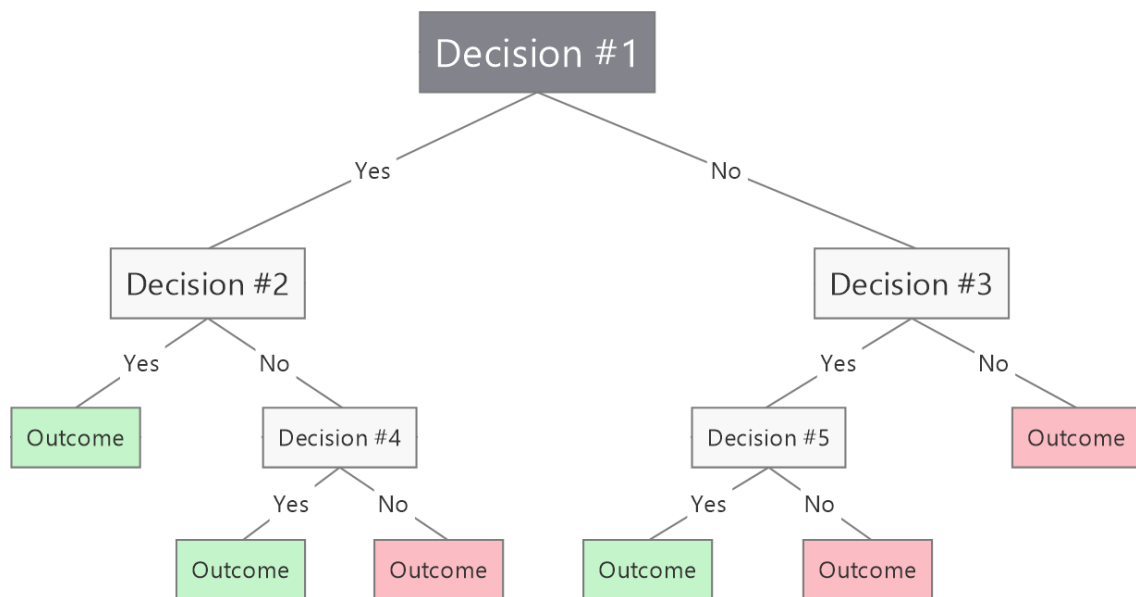 Decision #1
Yes
No
Decision #2
Decision #3
Yes
No
Yes
No
Outcome
Decision #4
Decision #5
Outcome
Yes
No
Yes
No
Outcome
Outcome
Outcome
Outcome